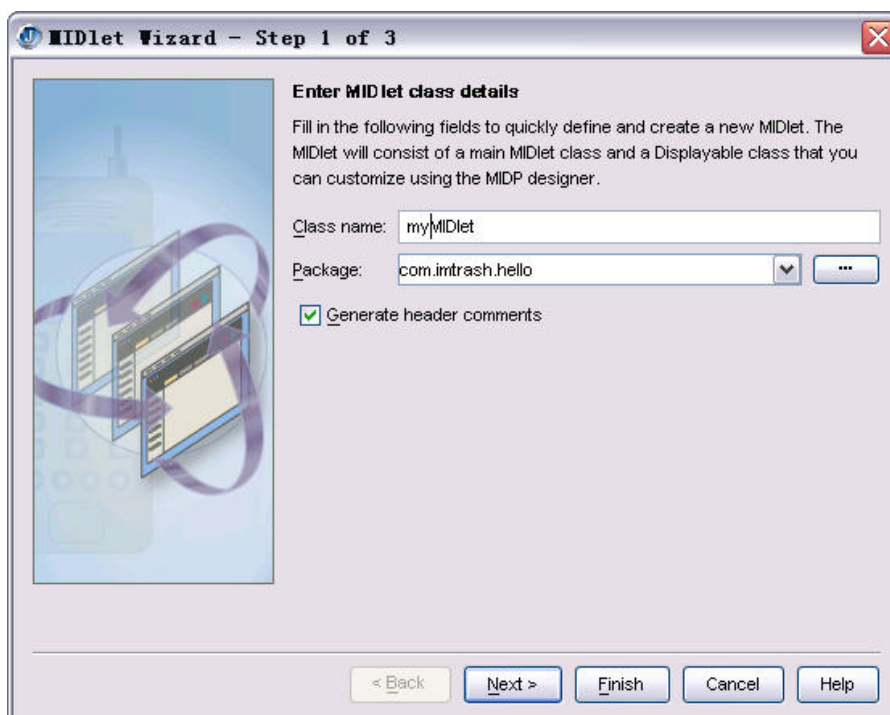 MIDlet Wizard - Step 1 of 3
Enter MIDlet class details
Fill in the following fields to quickly define and create a new MIDlet. The
MIDlet will consist of a main MIDlet class and a Displayable class that you
can customize using the MIDP designer.
Class name: myMIDlet
Package: com.imtrash.hello ...
Generate header comments
< Back Next > Finish Cancel Help